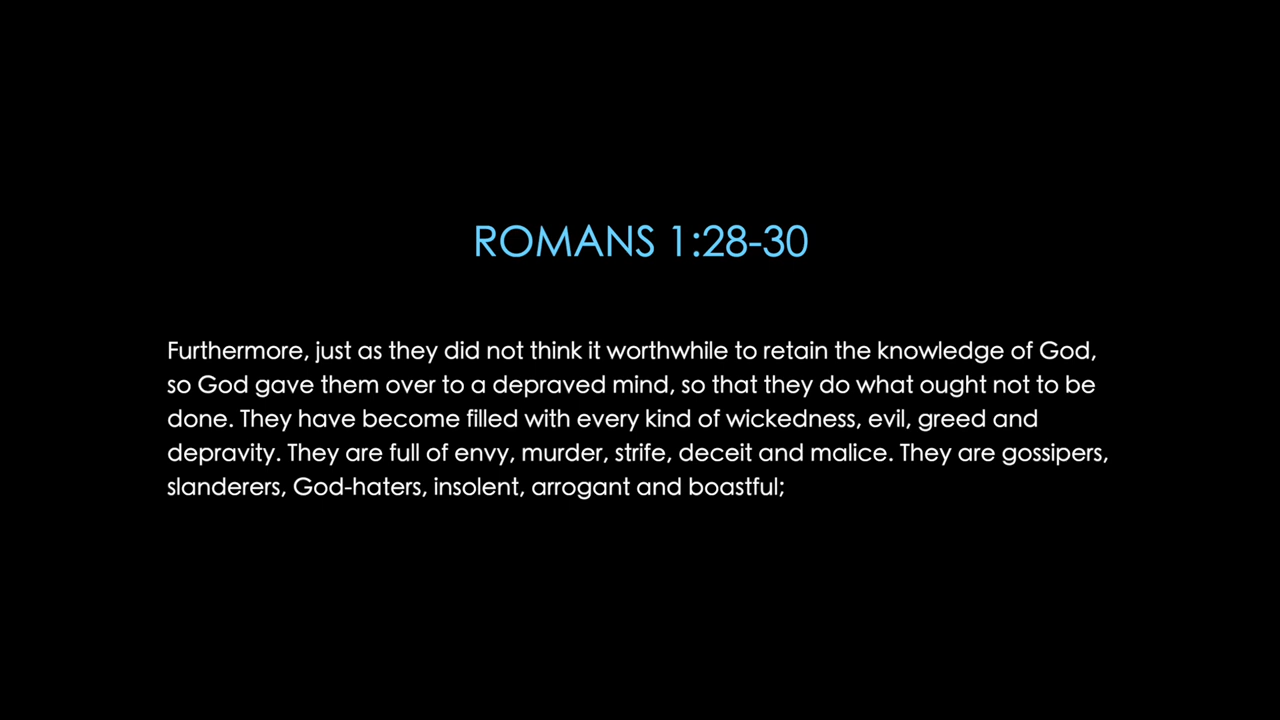 ROMANS 1:28-30
Furthermore, just as they did not think it worthwhile to retain the knowledge of God,
so God gave them over to a depraved mind, so that they do what ought not to be
done. They have become filled with every kind of wickedness, evil, greed and
depravity. They are full of envy, murder, strife, deceit and malice. They are gossipers,
slanderers, God-haters, insolent, arrogant and boastful;